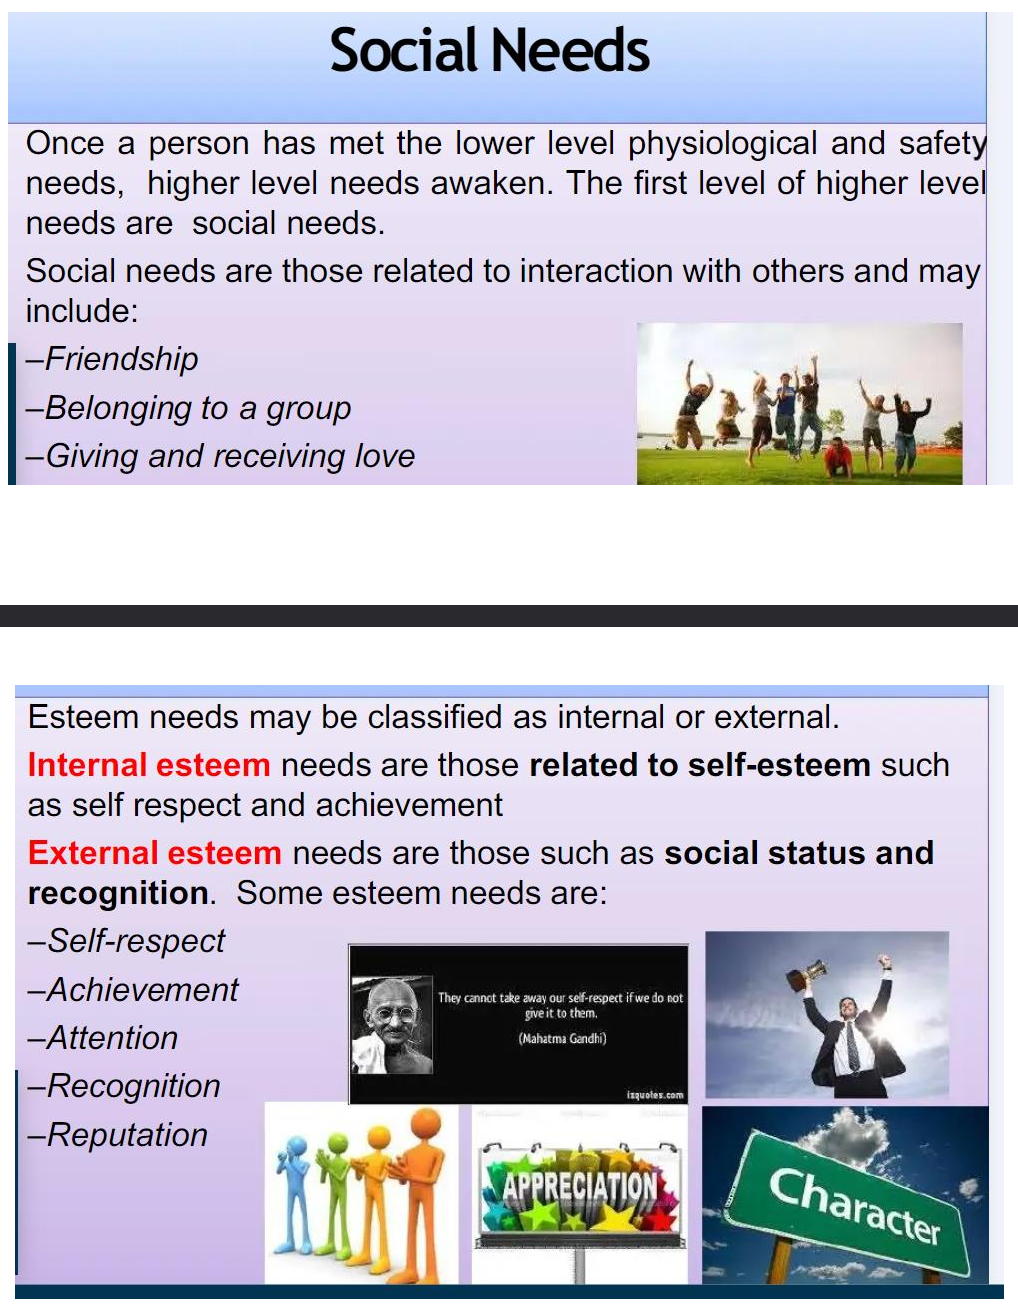 Social Needs
Once a person has met the lower level physiological and safety
needs,  higher level needs awaken. The first level of higher level
needs are  social needs.
Social needs are those related to interaction with others and may
include:
–Friendship
–Belonging to a group
–Giving and receiving love
Esteem needs may be classified as internal or external.
Internal esteem needs are those related to self-esteem such
as self respect and achievement
External esteem needs are those such as social status and
recognition.  Some esteem needs are:
–Self-respect
–Achievement
–Attention
–Recognition
–Reputation
They cannot take away our self-respect if we do not
give it to them.
(Mahatma Gandhi)
izquotes.com
APPRECIATION
Character